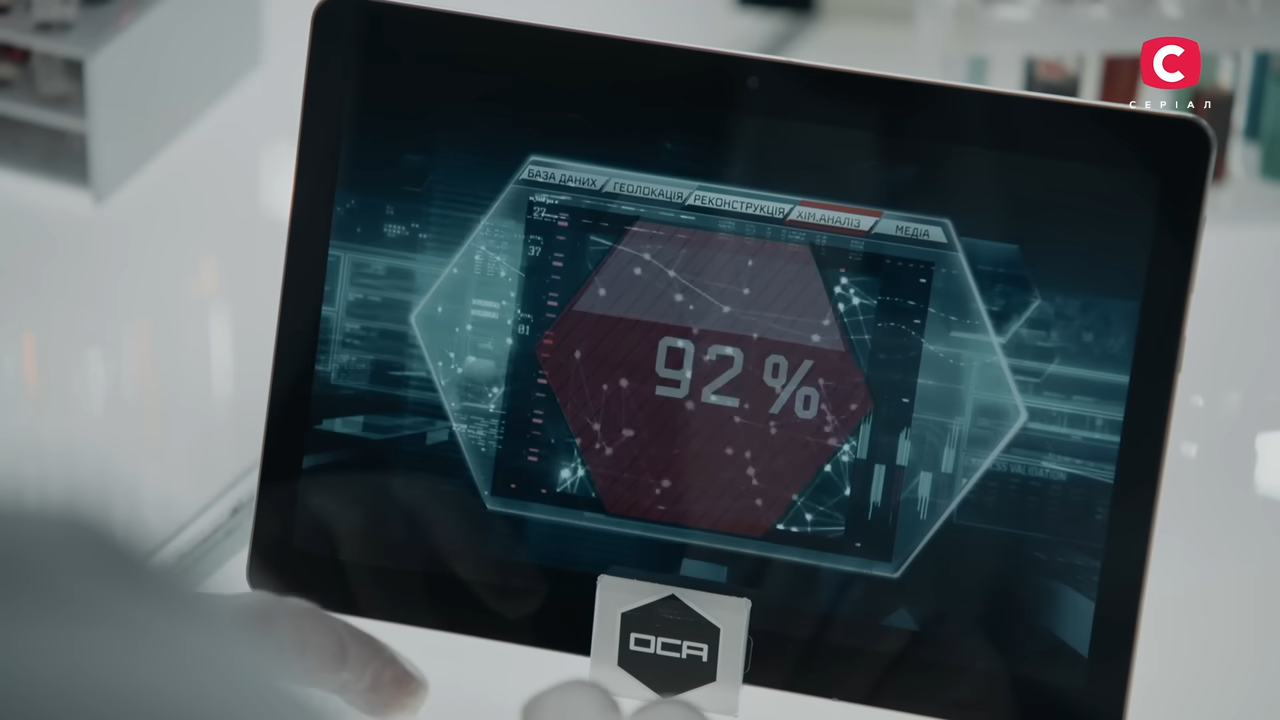 С
СЕРІАЛ
БАЗА ДАНИХ
ГЕОЛОКАЦІЯ
РЕКОНСТРУКЦІЯ
ХІМ.АНАЛІЗ
МЕДІА
27
37
01
92%
ОСА